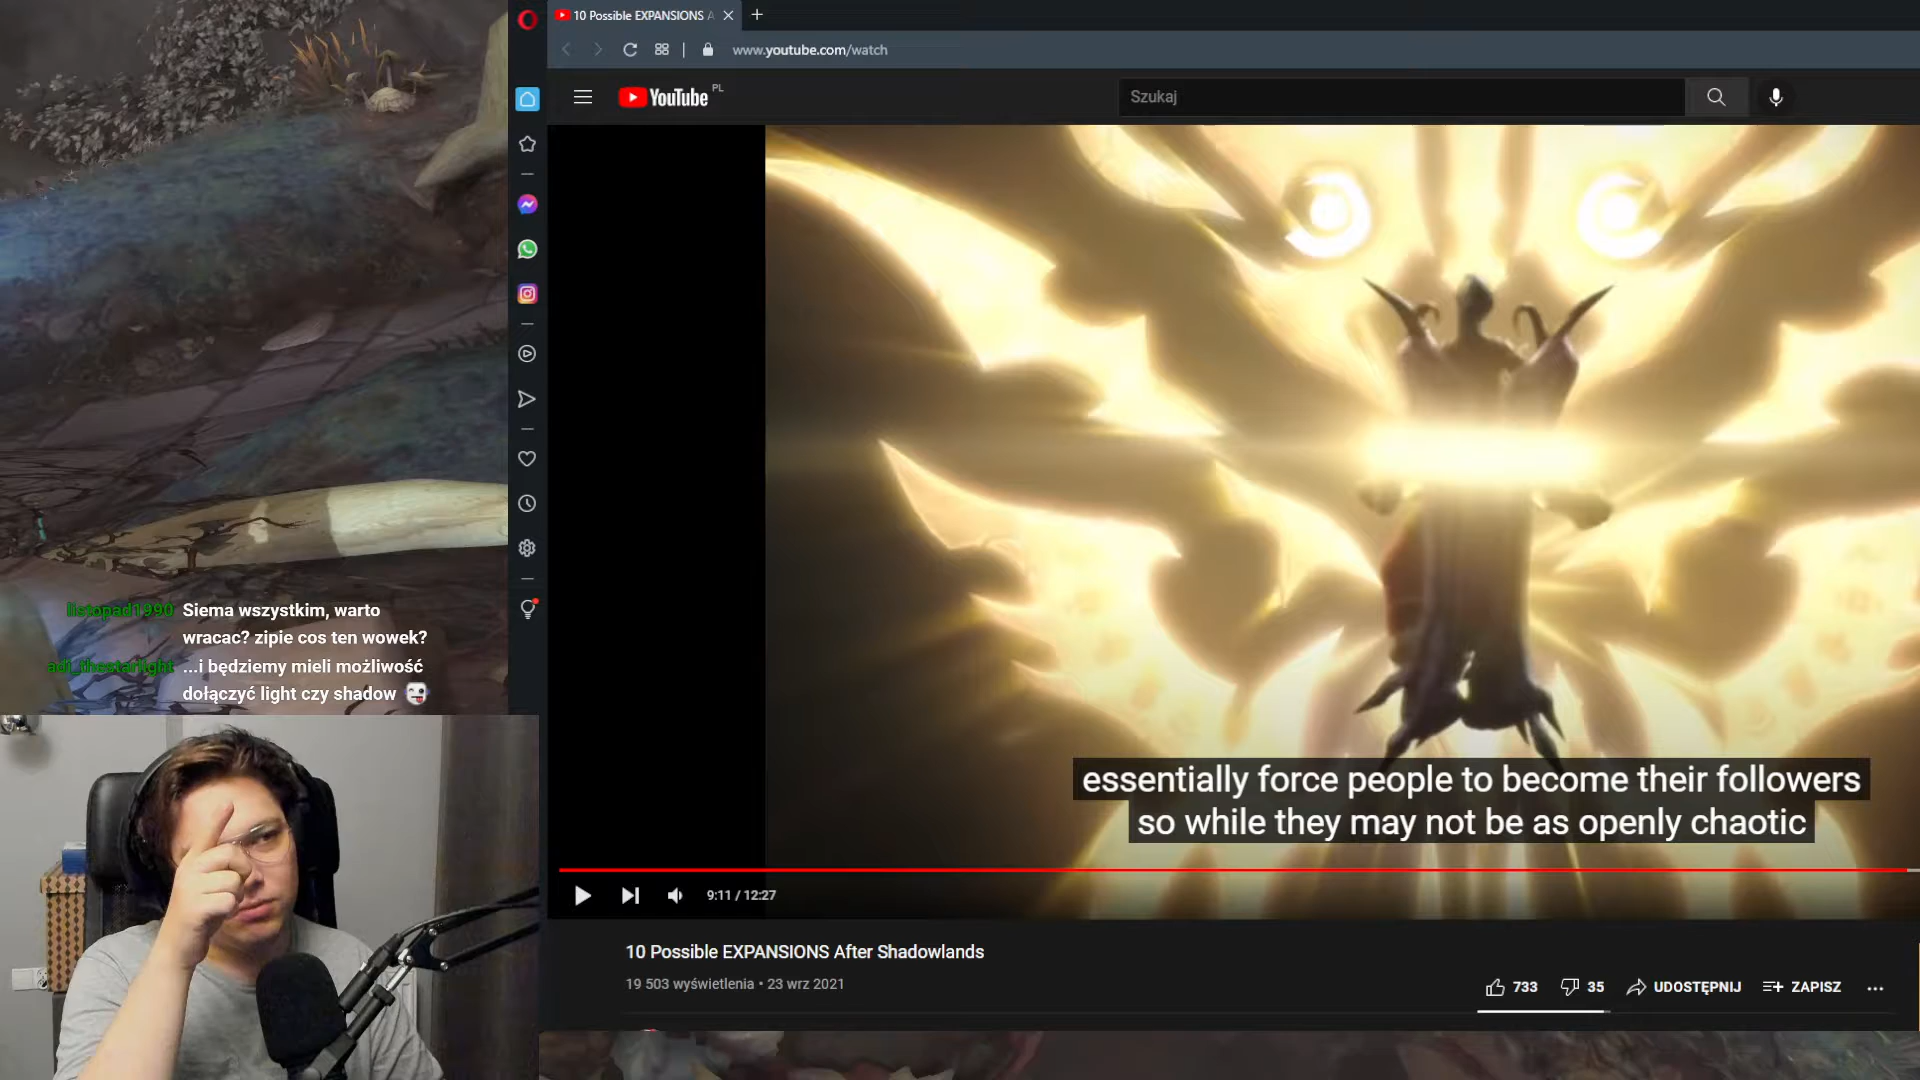 10 Possible EXPANSIONS A
www.youtube.com/watch
YouTube PL
Szukaj
listopad1990 Siema wszystkim, warto
wracac? zipie cos ten wowek?
adi_thestarlight ...i będziemy mieli możliwość
dołączyć light czy shadow
essentially force people to become their followers
so while they may not be as openly chaotic
9:11 / 12:27
10 Possible EXPANSIONS After Shadowlands
19 503 wyświetlenia • 23 wrz 2021
733
35
UDOSTĘPNIJ
ZAPISZ